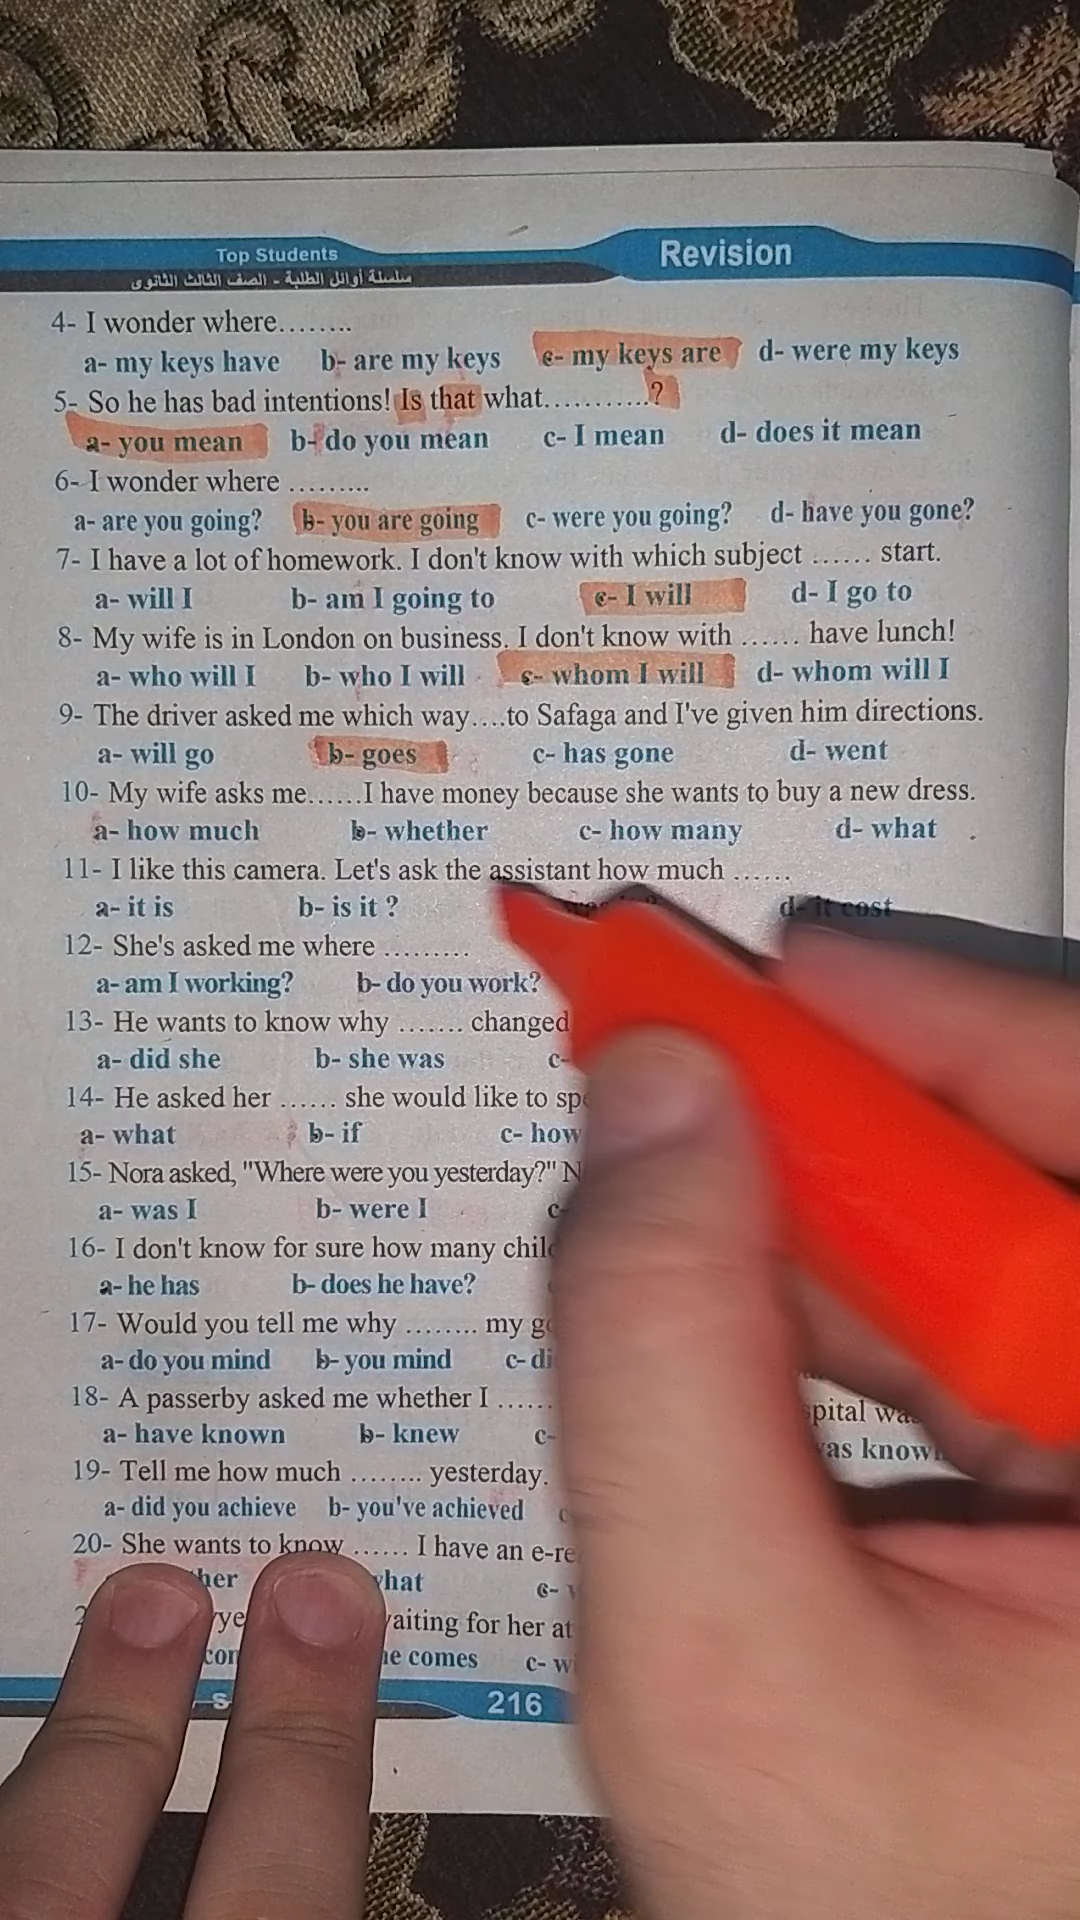 Top Students
Revision
سلسلة أوائل الطلبة - الصف الثالث الثانوى
4- I wonder where........
a- my keys have b- are my keys c- my keys are d- were my keys
5- So he has bad intentions! Is that what...........?
a- you mean b- do you mean c- I mean d- does it mean
6- I wonder where .........
a- are you going? b- you are going c- were you going? d- have you gone?
7- I have a lot of homework. I don't know with which subject ...... start.
a- will I b- am I going to c- I will d- I go to
8- My wife is in London on business. I don't know with ...... have lunch!
a- who will I b- who I will c- whom I will d- whom will I
9- The driver asked me which way....to Safaga and I've given him directions.
a- will go b- goes c- has gone d- went
10- My wife asks me......I have money because she wants to buy a new dress.
a- how much b- whether c- how many d- what
11- I like this camera. Let's ask the assistant how much ......
a- it is b- is it ? d- it cost
12- She's asked me where .........
a- am I working? b- do you work?
13- He wants to know why ....... changed
a- did she b- she was c-
14- He asked her ...... she would like to
a- what b- if c- how
15- Nora asked, "Where were you yesterday?"
a- was I b- were I
16- I don't know for sure how many
a- he has b- does he have?
17- Would you tell me why ........ my
a- do you mind b- you mind c-
18- A passerby asked me whether I ......
a- have known b- knew c-
19- Tell me how much ........ yesterday.
a- did you achieve b- you've achieved
20- She wants to know ...... I have an
c-
waiting for her at
comes c-
216